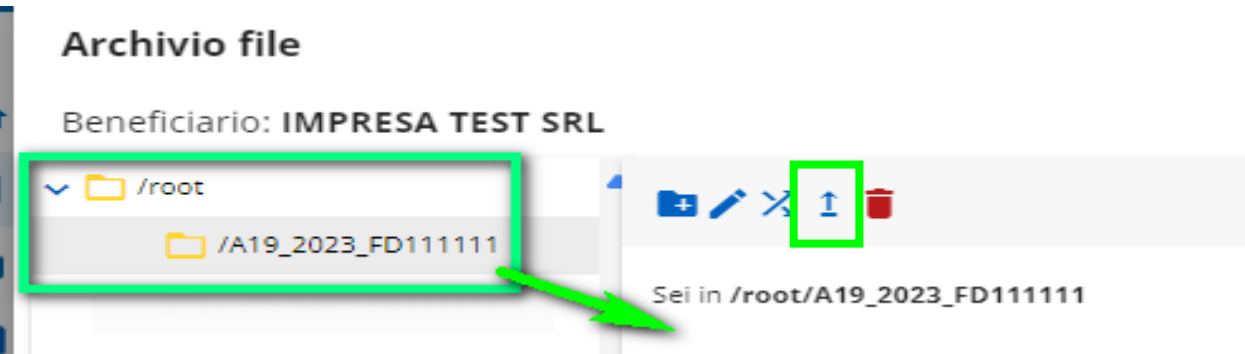 Archivio file
Beneficiario: IMPRESA TEST SRL
/root
/A19_2023_FD111111
Sei in /root/A19_2023_FD111111